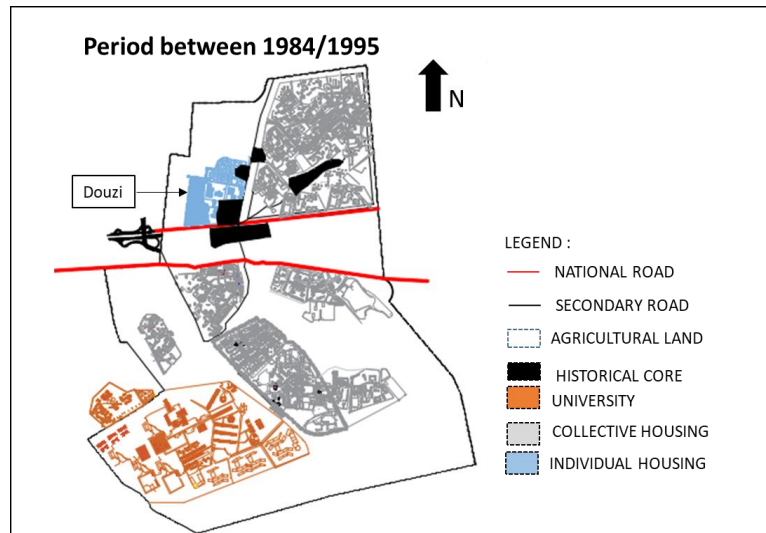 Period between 1984/1995
N
Douzi
LEGEND :
NATIONAL ROAD
SECONDARY ROAD
AGRICULTURAL LAND
HISTORICAL CORE
UNIVERSITY
COLLECTIVE HOUSING
INDIVIDUAL HOUSING